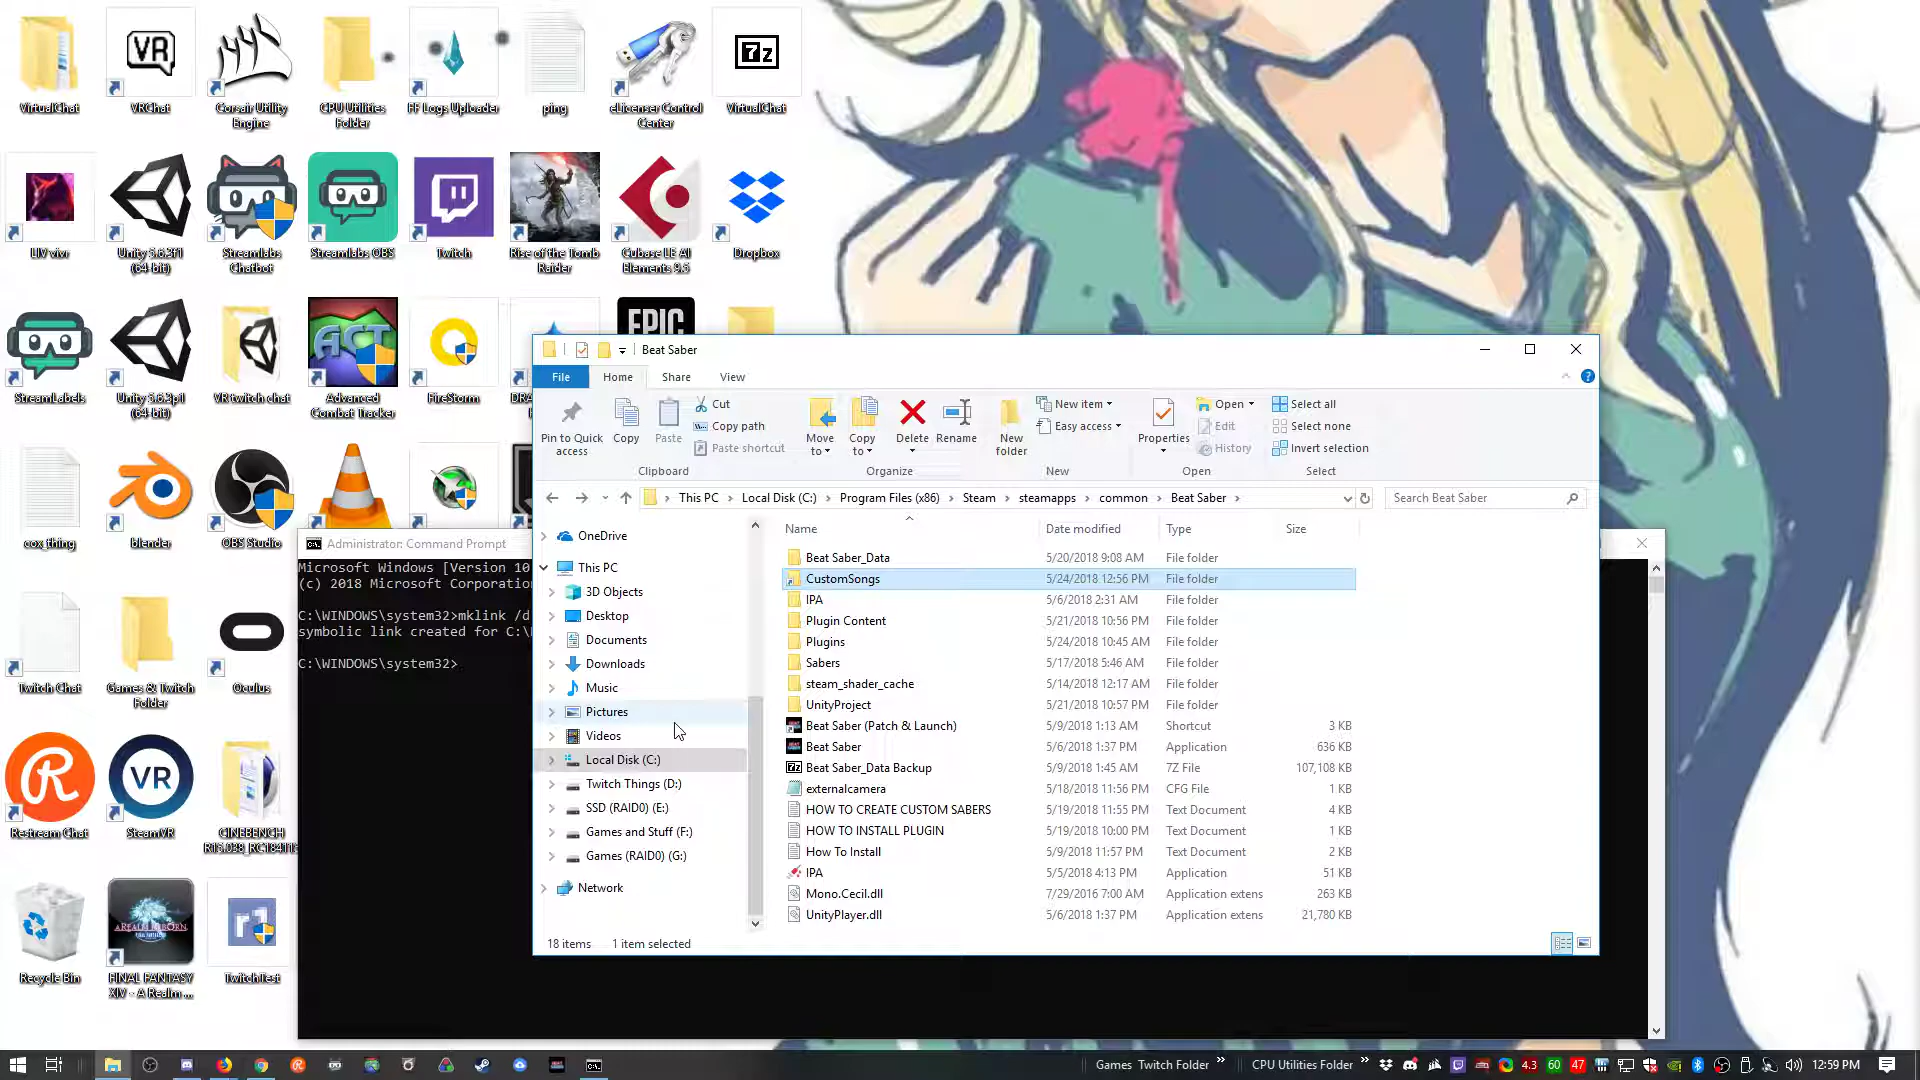 VirtualChat
VRChat
Corsair Utility
Engine
CPU Utilities
Folder
FF Logs Uploader
ping
eLicenser Control
Center
VirtualChat
LIV vivr
Unity 5.6.3f1
(64-bit)
Streamlabs
Chatbot
Streamlabs OBS
Twitch
Rise of the Tomb
Raider
Cubase LE AI
Elements 9.5
Dropbox
StreamLabels
Unity 5.6.3p1
(64-bit)
VR twitch chat
ACT
Advanced
Combat Tracker
FireStorm
EPIC
cox_thing
blender
OBS Studio
Twitch Chat
Games & Twitch
Folder
Oculus
Restream Chat
VR
SteamVR
CINEBENCH
Recycle Bin
FINAL FANTASY
XIV - A Realm ...
TwitchTest
Beat Saber
File
Home
Share
View
Pin to Quick
access
Copy
Paste
Cut
Copy path
Paste shortcut
Clipboard
Move
to
Copy
to
Delete
Rename
Organize
New
folder
New item
Easy access
New
Properties
Open
Edit
History
Open
Select all
Select none
Invert selection
Select
This PC
Local Disk (C:)
Program Files (x86)
Steam
steamapps
common
Beat Saber
Search Beat Saber
OneDrive
This PC
3D Objects
Desktop
Documents
Downloads
Music
Pictures
Videos
Local Disk (C:)
Twitch Things (D:)
SSD (RAID0) (E:)
Games and Stuff (F:)
Games (RAID0) (G:)
Network
Name Date modified Type Size
Beat Saber_Data 5/20/2018 9:08 AM File folder
CustomSongs 5/24/2018 12:56 PM File folder
IPA 5/6/2018 2:31 AM File folder
Plugin Content 5/21/2018 10:56 PM File folder
Plugins 5/24/2018 10:45 AM File folder
Sabers 5/17/2018 5:46 AM File folder
steam_shader_cache 5/14/2018 12:17 AM File folder
UnityProject 5/21/2018 10:57 PM File folder
Beat Saber (Patch & Launch) 5/9/2018 1:13 AM Shortcut 3 KB
Beat Saber 5/6/2018 1:37 PM Application 636 KB
Beat Saber_Data Backup 5/9/2018 1:45 AM 7Z File 107,108 KB
externalcamera 5/18/2018 11:56 PM CFG File 1 KB
HOW TO CREATE CUSTOM SABERS 5/19/2018 11:55 PM Text Document 4 KB
HOW TO INSTALL PLUGIN 5/19/2018 10:00 PM Text Document 1 KB
How To Install 5/9/2018 11:57 PM Text Document 2 KB
IPA 5/5/2018 4:13 PM Application 51 KB
Mono.Cecil.dll 7/29/2016 7:00 AM Application extens 263 KB
UnityPlayer.dll 5/6/2018 1:37 PM Application extens 21,780 KB
18 items 1 item selected
Administrator: Command Prompt
Microsoft Windows [Version 10
(c) 2018 Microsoft Corporatio
C:\WINDOWS\system32>mklink /d
symbolic link created for C:\
C:\WINDOWS\system32>
Games
Twitch Folder
CPU Utilities Folder
4.3
60
47
12:59 PM